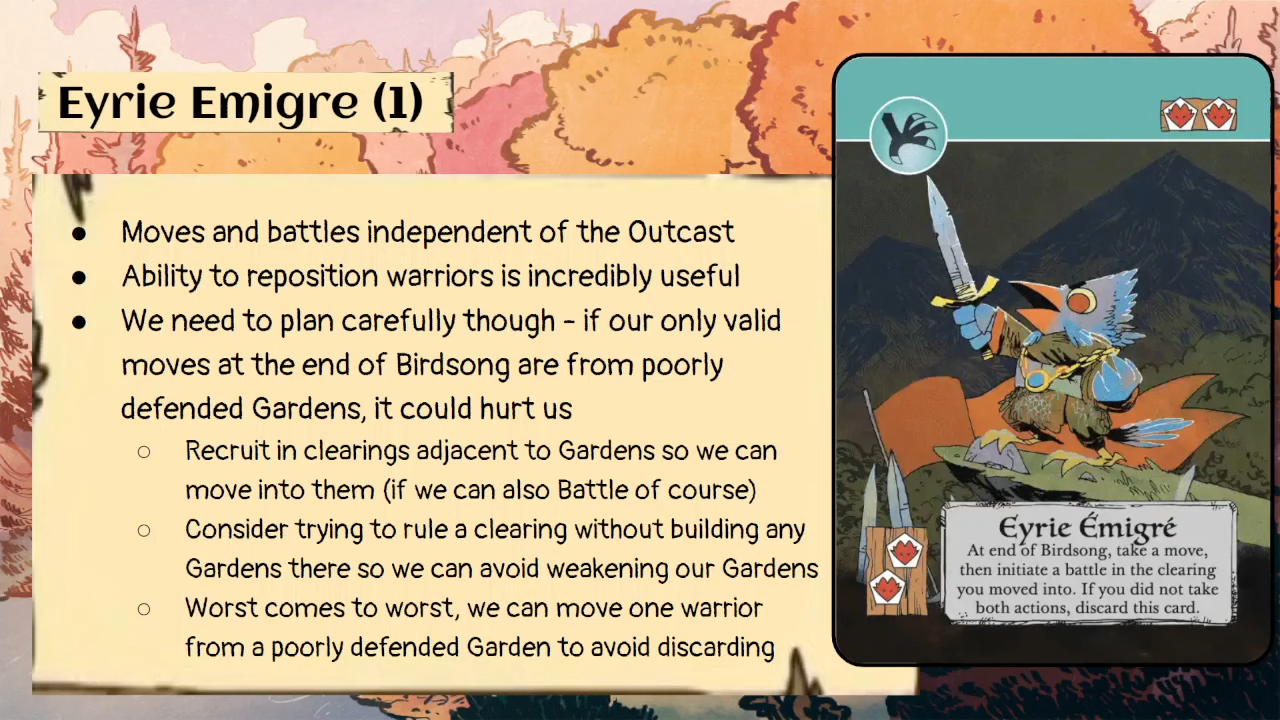 Eyrie Emigre (1)
● Moves and battles independent of the Outcast
● Ability to reposition warriors is incredibly useful
● We need to plan carefully though - if our only valid
moves at the end of Birdsong are from poorly
defended Gardens, it could hurt us
○ Recruit in clearings adjacent to Gardens so we can
move into them (if we can also Battle of course)
○ Consider trying to rule a clearing without building any
Gardens there so we can avoid weakening our Gardens
○ Worst comes to worst, we can move one warrior
from a poorly defended Garden to avoid discarding
Eyrie Émigré
At end of Birdsong, take a move,
then initiate a battle in the clearing
you moved into. If you did not take
both actions, discard this card.